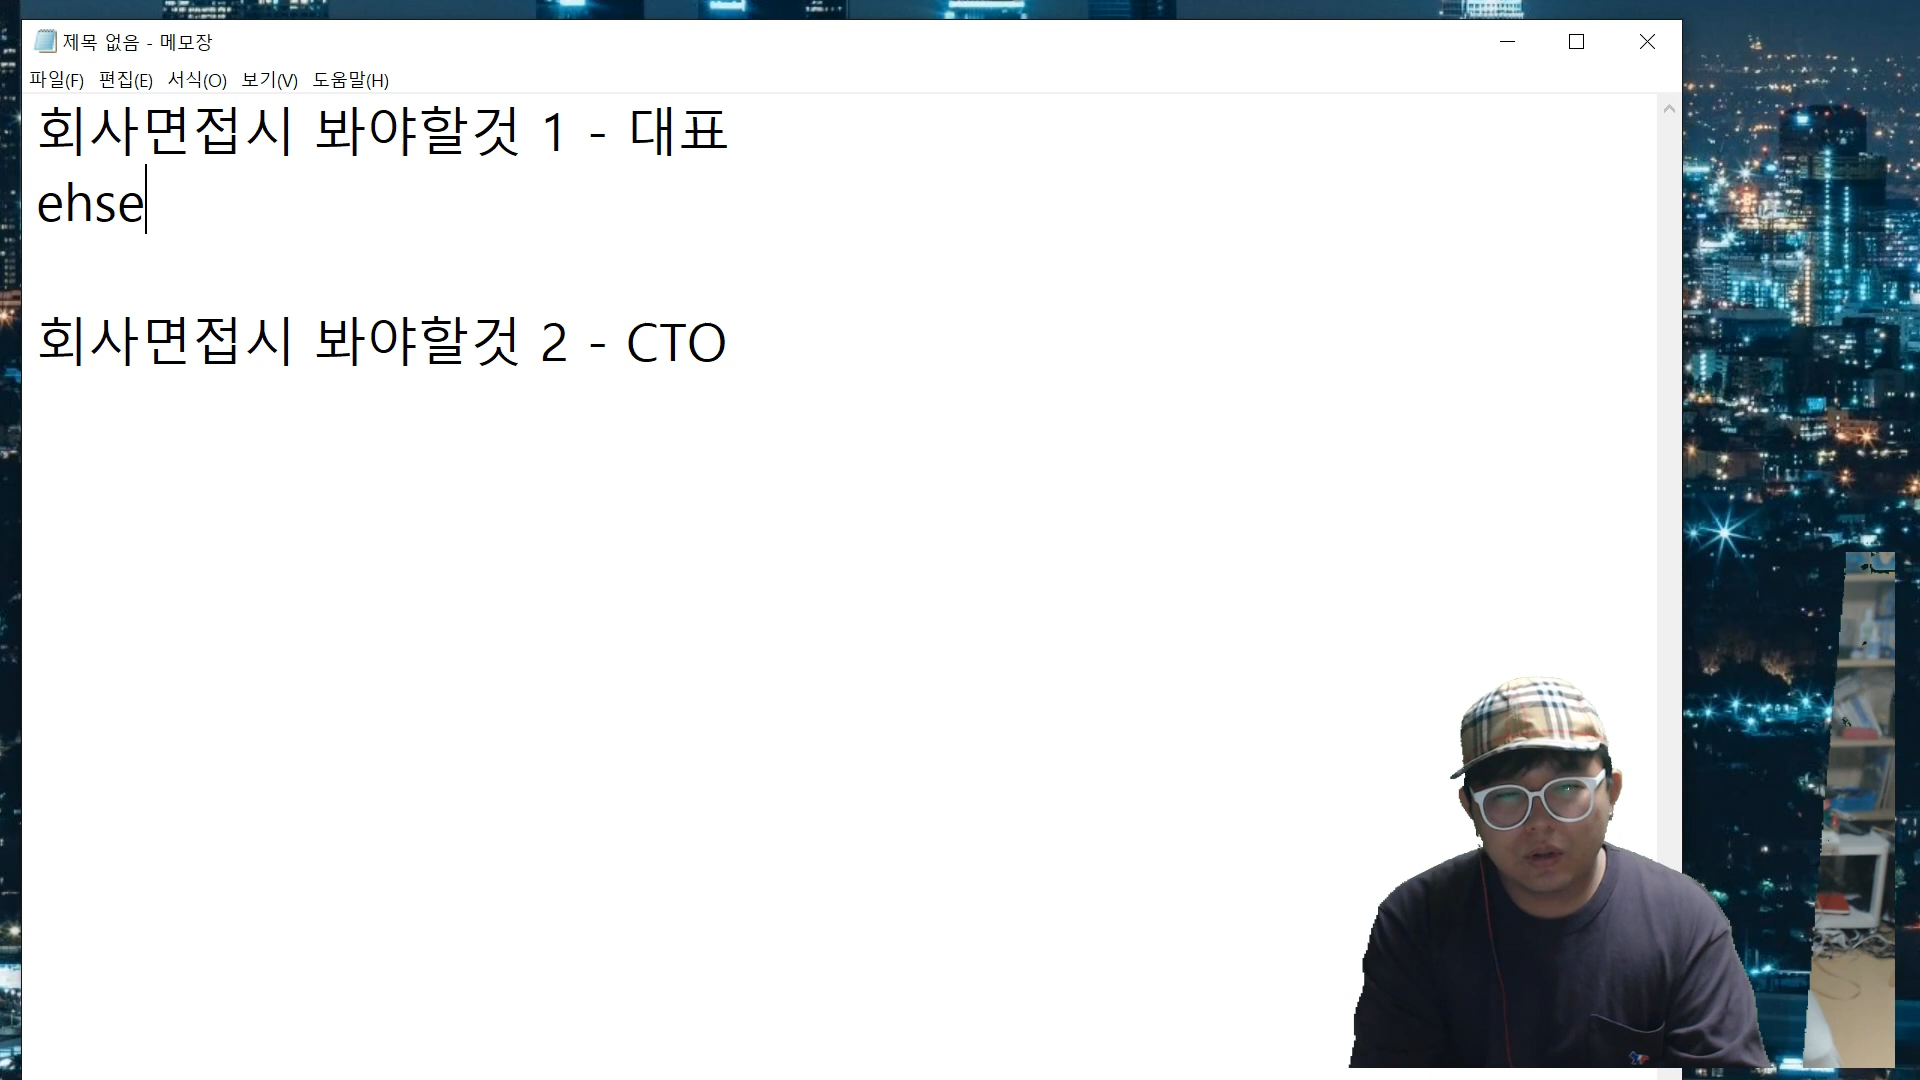 제목 없음 - 메모장
파일(F) 편집(E) 서식(O) 보기(V) 도움말(H)
회사면접시 봐야할것 1 - 대표
ehse
회사면접시 봐야할것 2 - CTO